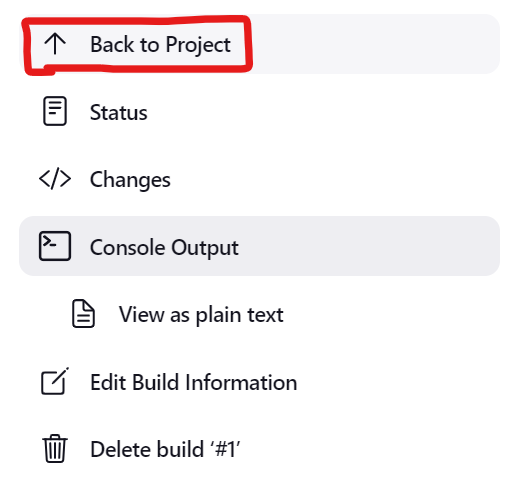 Back to Project
Status
Changes
Console Output
View as plain text
Edit Build Information
Delete build ‘#1’